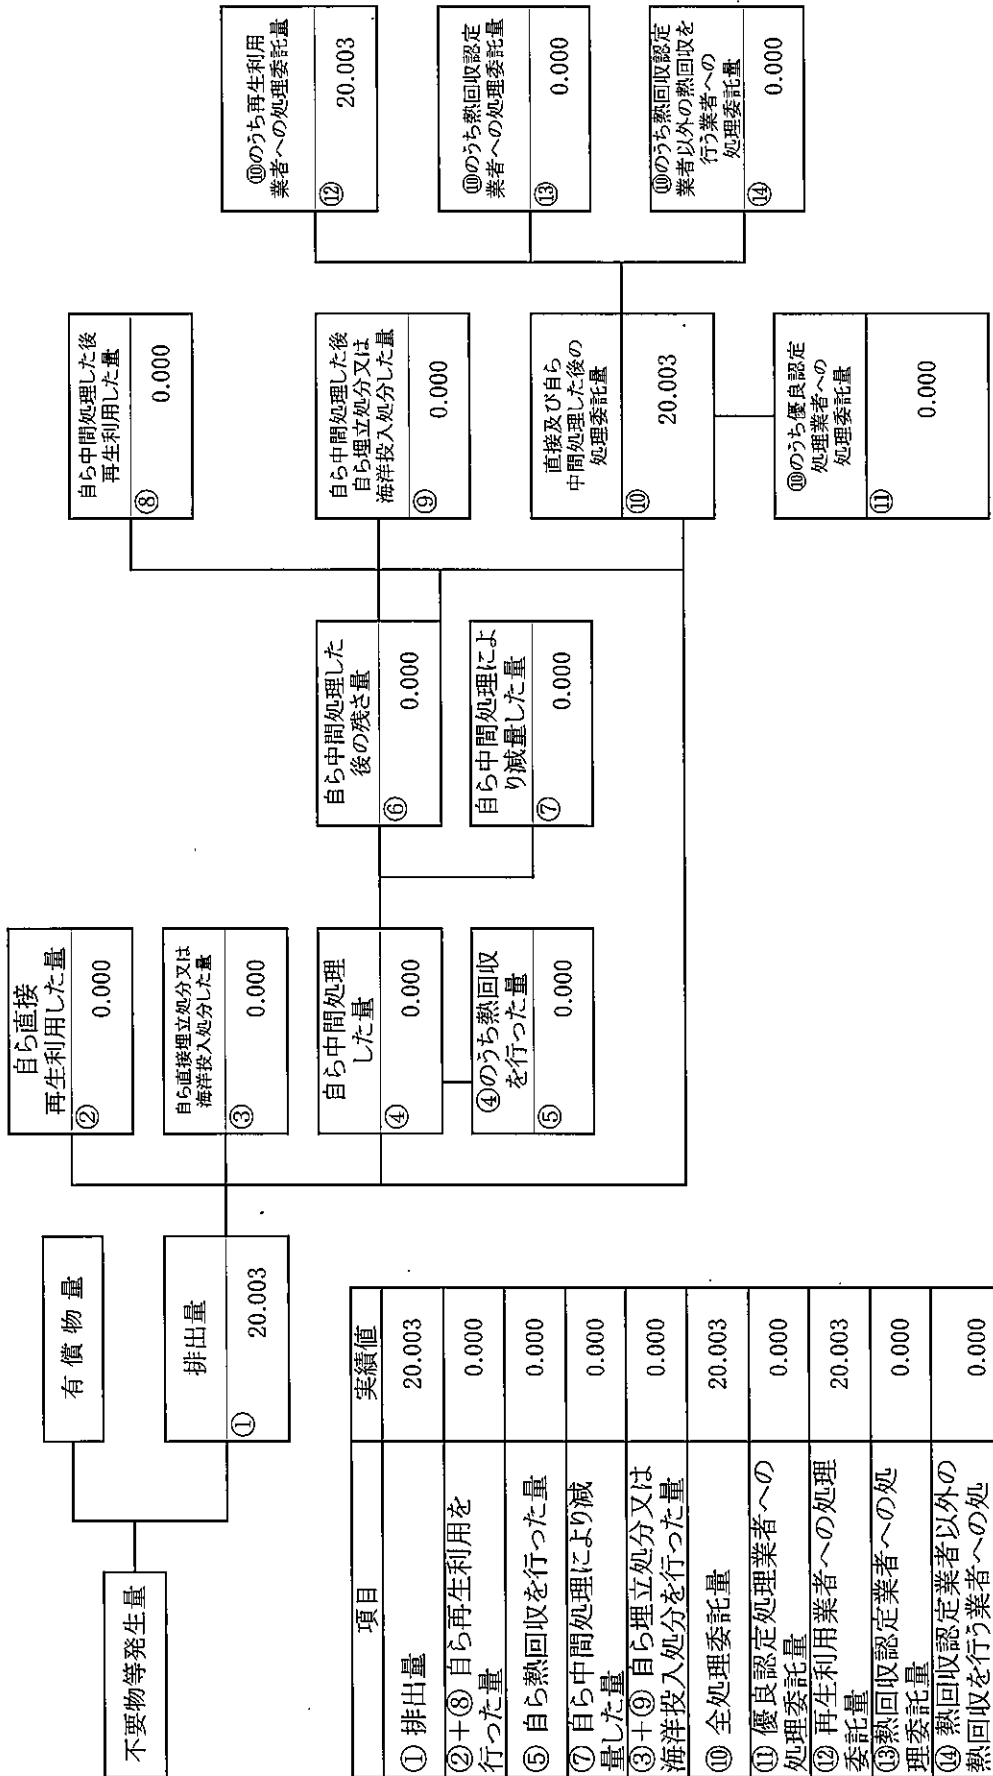 不要物等発生量
有償物量
排出量
①
20.003
自ら直接
再生利用した量
②
0.000
自ら直接埋立処分又は
海洋投入処分した量
③
0.000
自ら中間処理
した量
④
0.000
④のうち熱回収
を行った量
⑤
0.000
自ら中間処理した
後の残さ量
⑥
0.000
自ら中間処理によ
り減量した量
⑦
0.000
自ら中間処理した後
再生利用した量
⑧
0.000
自ら中間処理した後
自ら埋立処分又は
海洋投入処分した量
⑨
0.000
直接及び自ら
中間処理した後の
処理委託量
⑩
20.003
⑩のうち優良認定
処理業者への
処理委託量
⑪
0.000
⑩のうち再生利用
業者への処理委託量
⑫
20.003
⑩のうち熱回収認定
業者への処理委託量
⑬
0.000
⑩のうち熱回収認定
業者以外の熱回収を
行う業者への
処理委託量
⑭
0.000
項目 実績値
①排出量 20.003
②+⑧ 自ら再生利用を
行った量 0.000
⑤ 自ら熱回収を行った量 0.000
⑦ 自ら中間処理により減
量した量 0.000
③+⑨ 自ら埋立処分又は
海洋投入処分を行った量 0.000
⑩ 全処理委託量 20.003
⑪ 優良認定処理業者への
処理委託量 0.000
⑫ 再生利用業者への処理
委託量 20.003
⑬熱回収認定業者への処
理委託量 0.000
⑭ 熱回収認定業者以外の
熱回収を行う業者への処 0.000